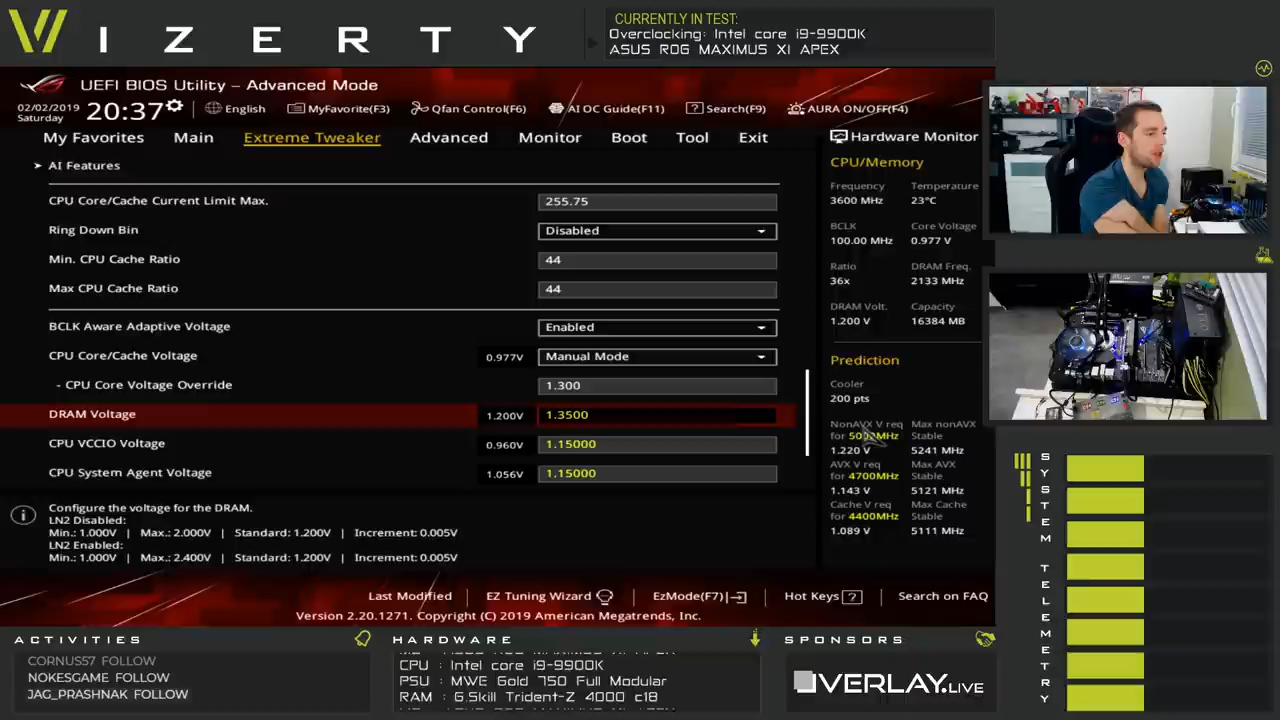 WIZERTY
CURRENTLY IN TEST:
Overclocking: Intel core i9-9900K
ASUS ROG MAXIMUS XI APEX
UEFI BIOS Utility – Advanced Mode
02/02/2019
Saturday
20:37
English
MyFavorite(F3)
Qfan Control(F6)
AI OC Guide(F11)
? Search(F9)
AURA ON/OFF(F4)
My Favorites
Main
Extreme Tweaker
Advanced
Monitor
Boot
Tool
Exit
Hardware Monitor
AI Features
CPU Core/Cache Current Limit Max.
255.75
Ring Down Bin
Disabled
Min. CPU Cache Ratio
44
Max CPU Cache Ratio
44
BCLK Aware Adaptive Voltage
Enabled
CPU Core/Cache Voltage
0.977V
Manual Mode
- CPU Core Voltage Override
1.300
DRAM Voltage
1.200V
1.3500
CPU VCCIO Voltage
0.960V
1.15000
CPU System Agent Voltage
1.056V
1.15000
Configure the voltage for the DRAM.
LN2 Disabled:
Min.: 1.000V | Max.: 2.000V | Standard: 1.200V | Increment: 0.005V
LN2 Enabled:
Min.: 1.000V | Max.: 2.400V | Standard: 1.200V | Increment: 0.005V
CPU/Memory
Frequency Temperature
3600 MHz 23°C
BCLK Core Voltage
100.00 MHz 0.977 V
Ratio DRAM Freq.
36x 2133 MHz
DRAM Volt. Capacity
1.200 V 16384 MB
Prediction
Cooler
200 pts
NonAVX V req Max nonAVX
for Stable
1.220 V 5241 MHz
AVX V req Max AVX
for 4700MHz Stable
1.143 V 5121 MHz
Cache V req Max Cache
for 4400MHz Stable
1.089 V 5111 MHz
Last Modified
EZ Tuning Wizard
EzMode(F7)
Hot Keys ?
Search on FAQ
Version 2.20.1271. Copyright (C) 2019 American Megatrends, Inc.
SYSTEM TELEMETRY
ACTIVITIES
CORNUS57 FOLLOW
NOKESGAME FOLLOW
JAG_PRASHNAK FOLLOW
HARDWARE
CPU : Intel core i9-9900K
PSU : MWE Gold 750 Full Modular
RAM : G.Skill Trident-Z 4000 c18
SPONSORS
OVERLAY.LIVE